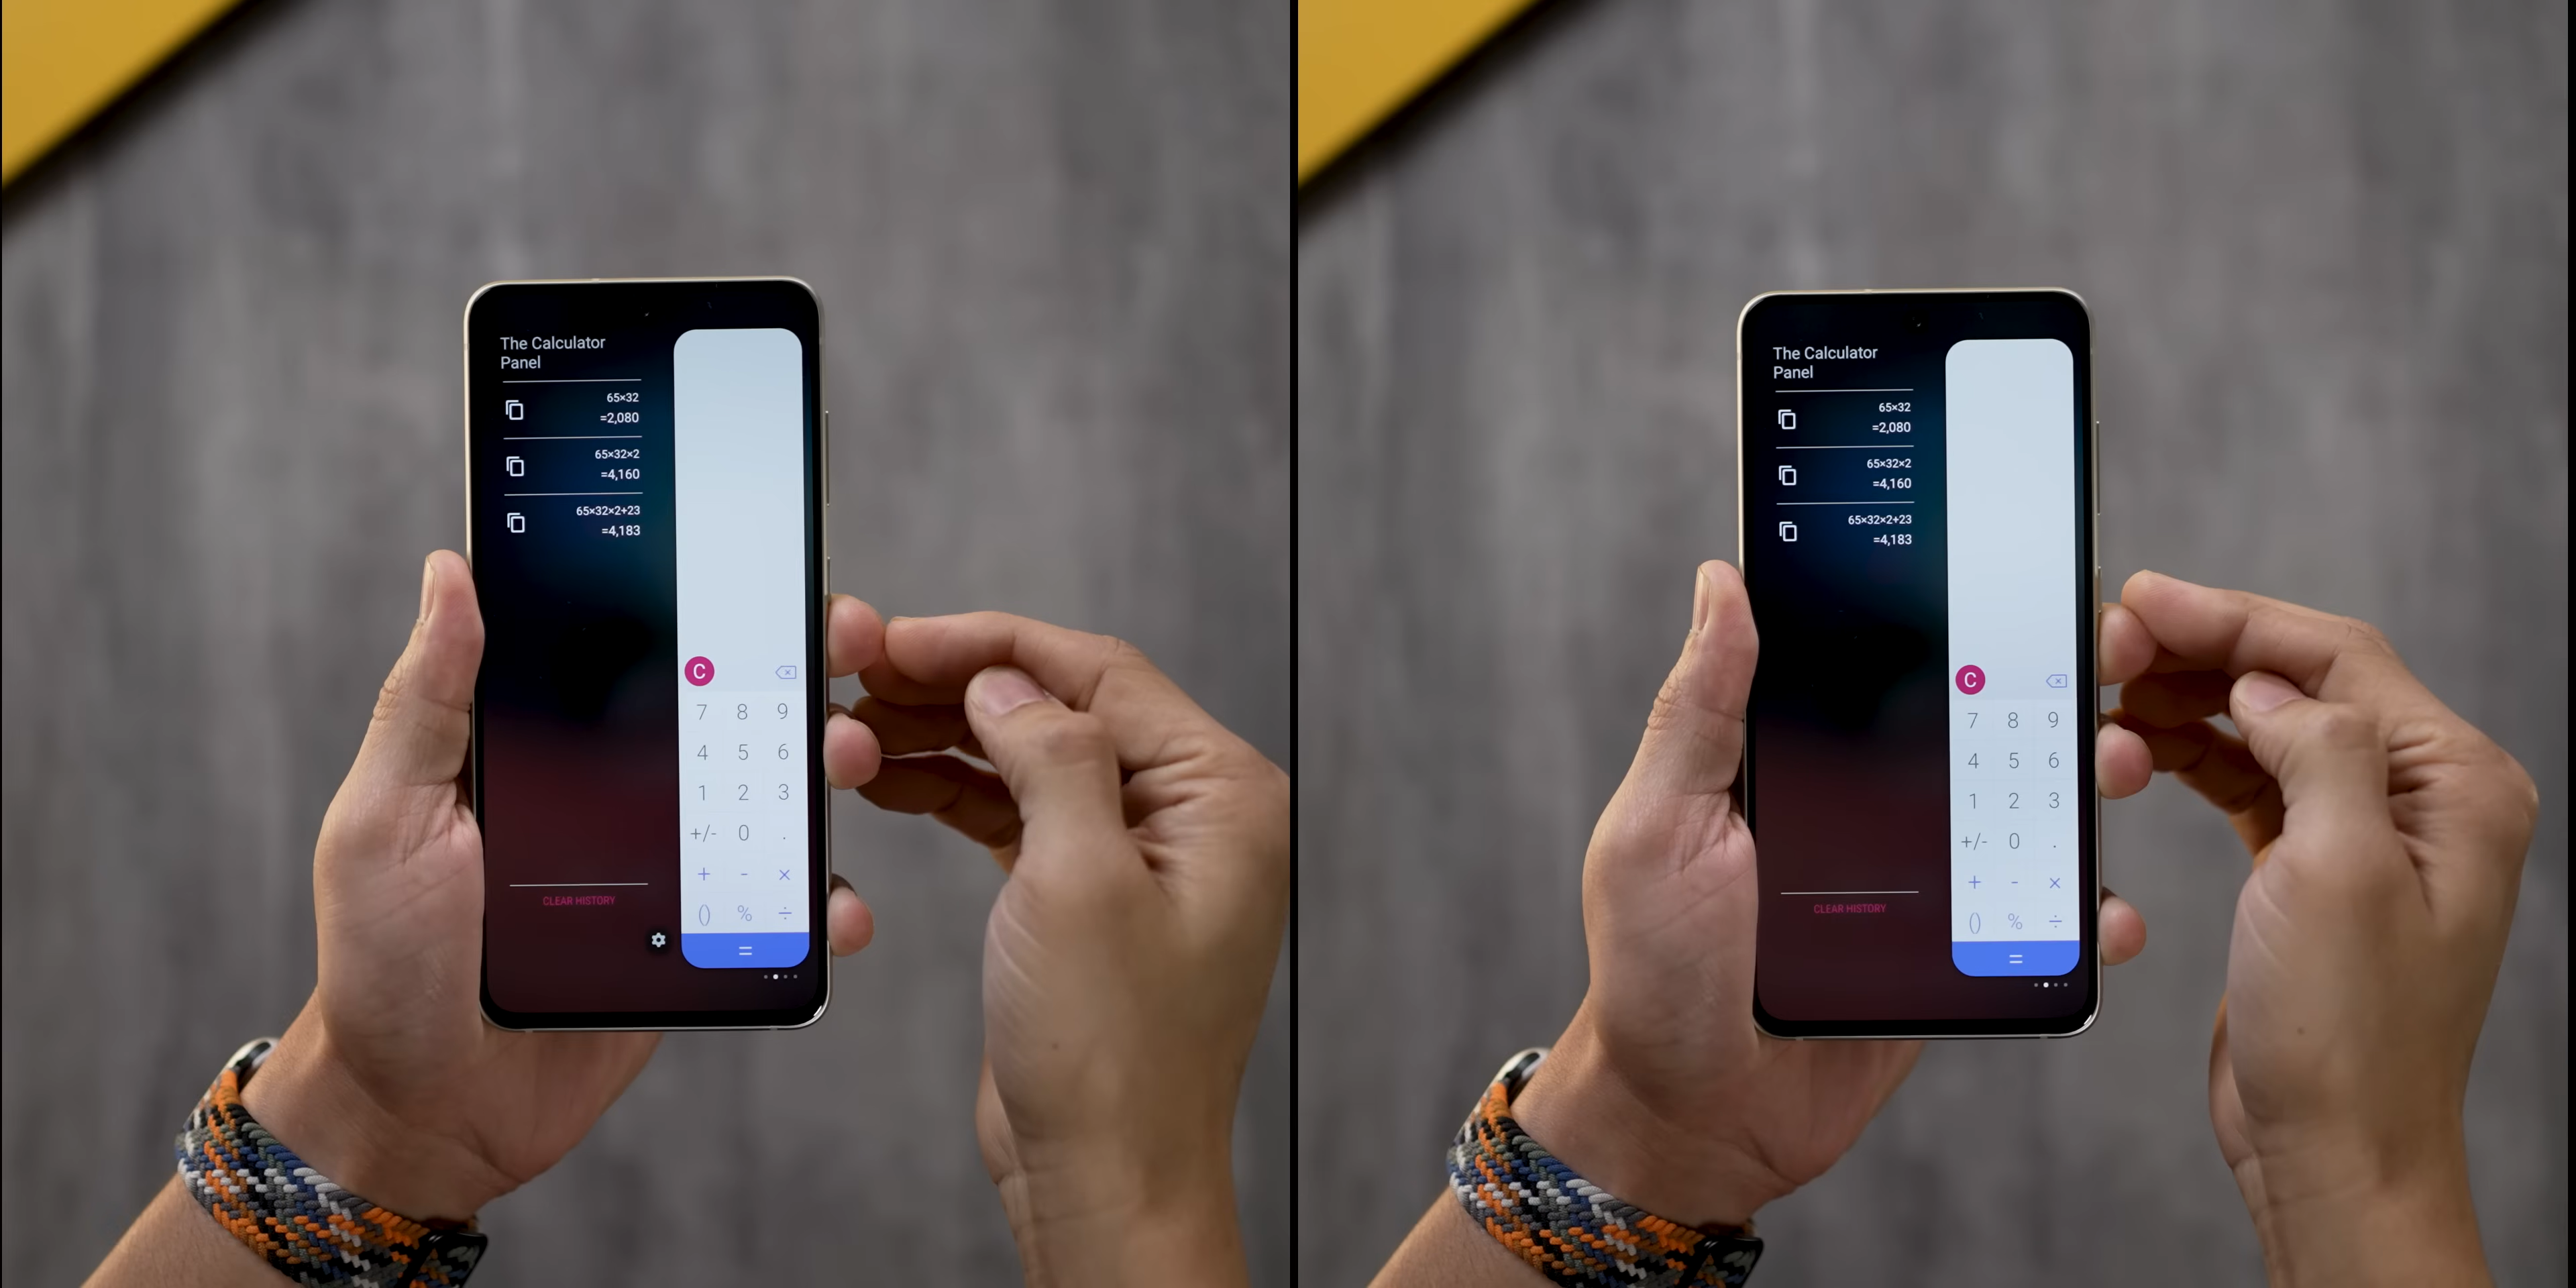 The Calculator
Panel
65×32
=2,080
65×32×2
=4,160
65×32×2+23
=4,183
CLEAR HISTORY
C
7 8 9
4 5 6
1 2 3
+/- 0 .
+ - ×
() % ÷
=
The Calculator
Panel
65×32
=2,080
65×32×2
=4,160
65×32×2+23
=4,183
CLEAR HISTORY
C
7 8 9
4 5 6
1 2 3
+/- 0 .
+ - ×
() % ÷
=